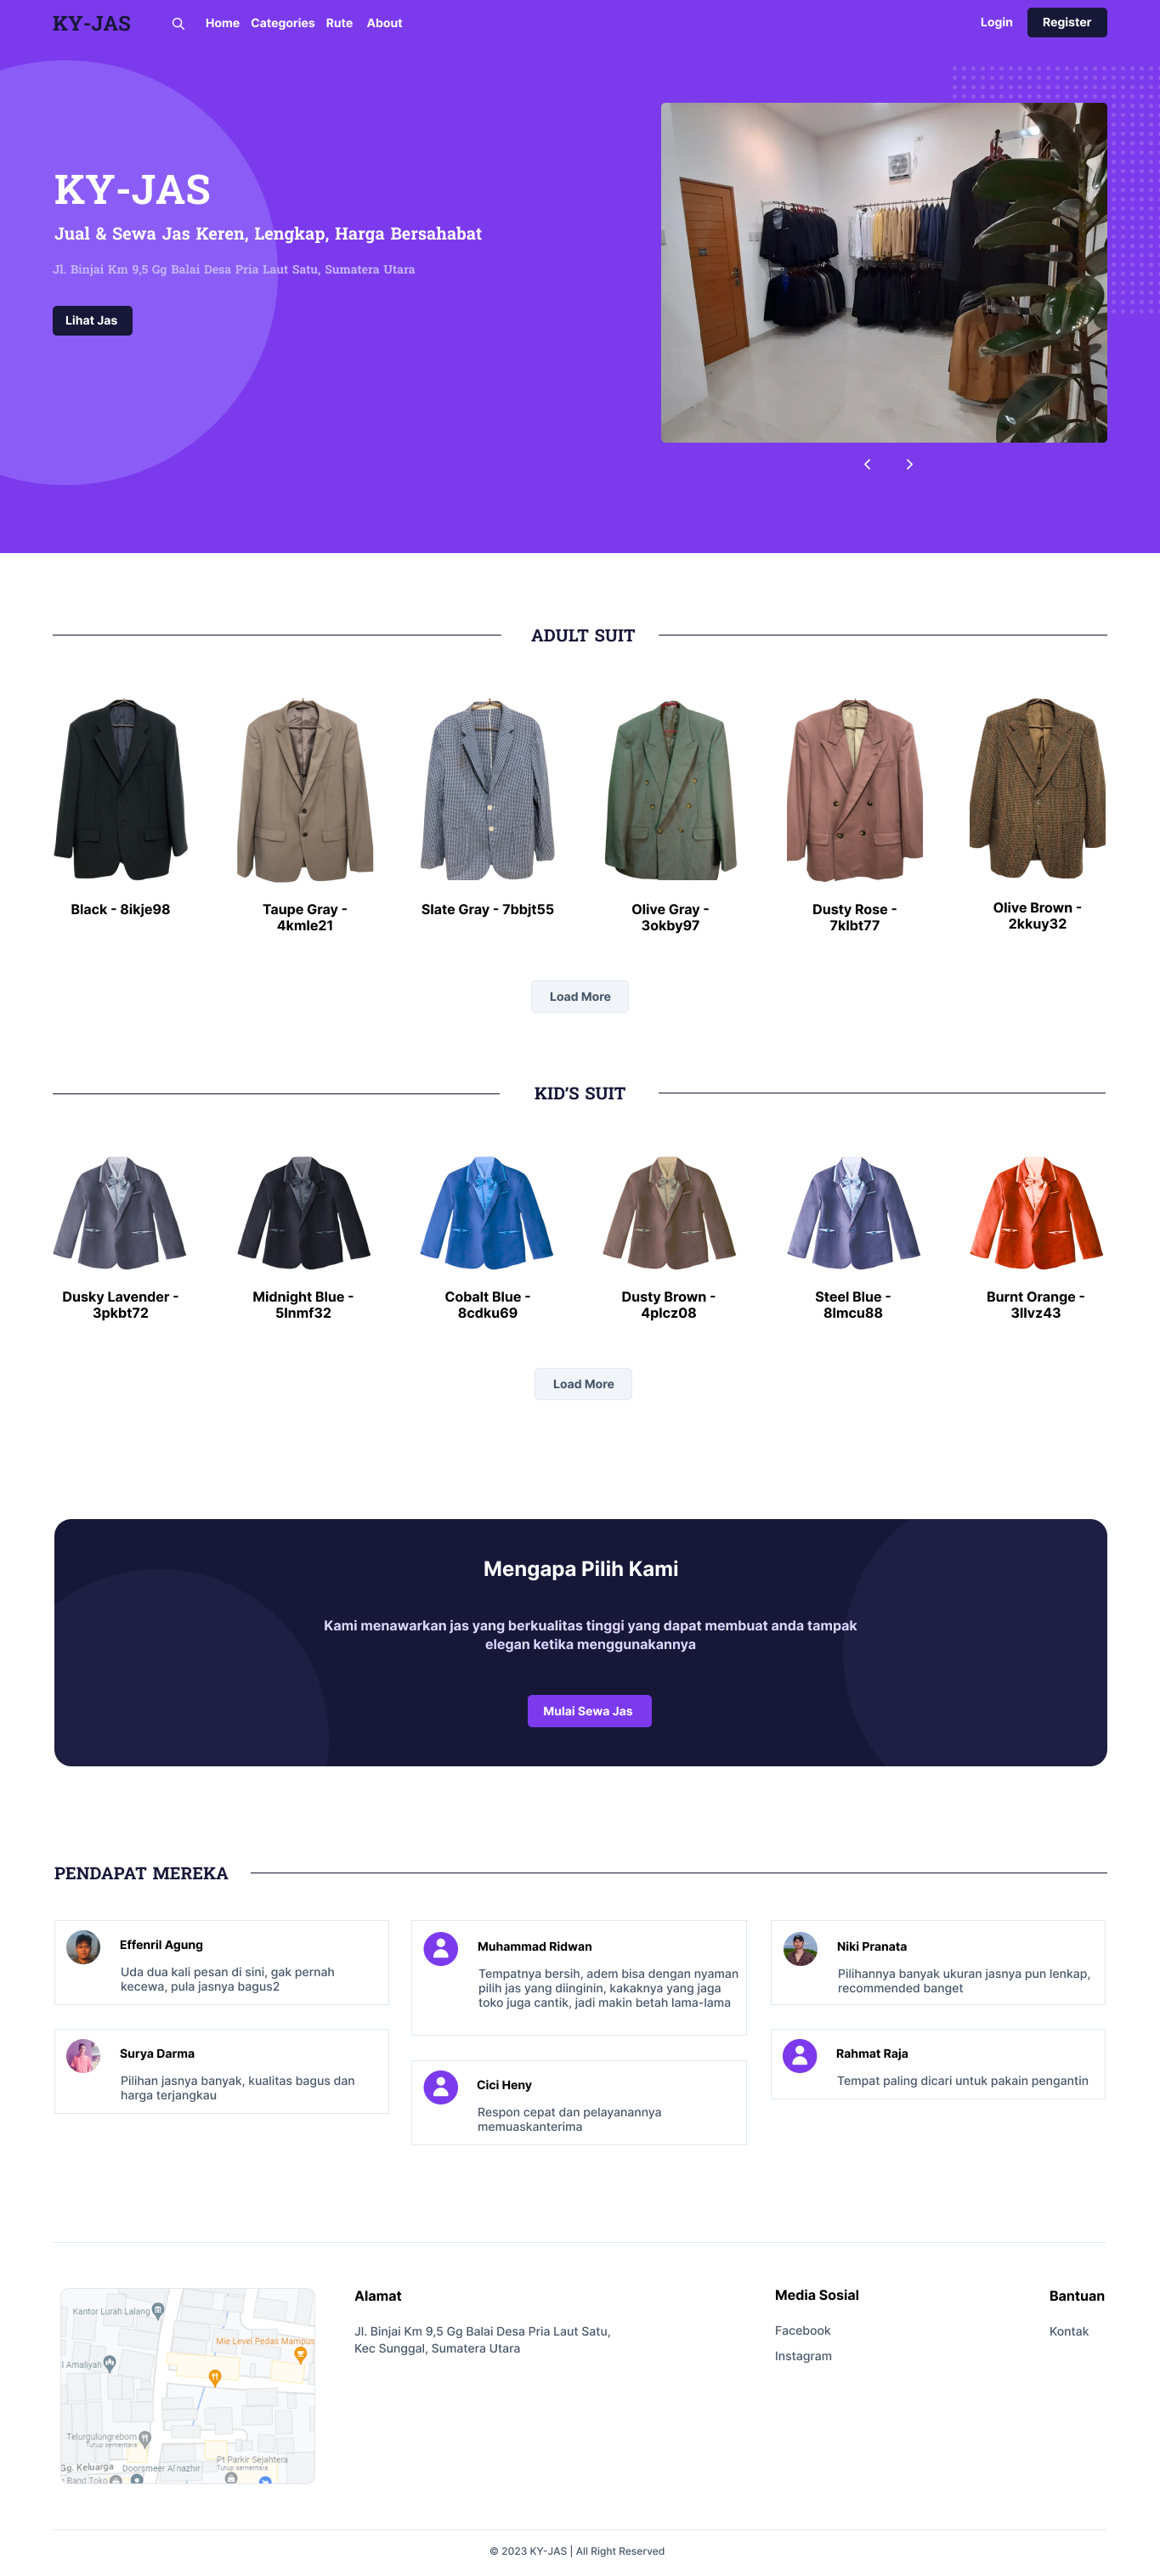 KY-JAS
Home Categories Rute About
Login Register
KY-JAS
Jual & Sewa Jas Keren, Lengkap, Harga Bersahabat
Jl. Binjai Km 9,5 Gg Balai Desa Pria Laut Satu, Sumatera Utara
Lihat Jas
ADULT SUIT
Black - 8ikje98
Taupe Gray -
4kmle21
Slate Gray - 7bbjt55
Olive Gray -
3okby97
Dusty Rose -
7klbt77
Olive Brown -
2kkuy32
Load More
KID'S SUIT
Dusky Lavender -
3pkbt72
Midnight Blue -
5lnmf32
Cobalt Blue -
8cdku69
Dusty Brown -
4plcz08
Steel Blue -
8lmcu88
Burnt Orange -
3llvz43
Load More
Mengapa Pilih Kami
Kami menawarkan jas yang berkualitas tinggi yang dapat membuat anda tampak
elegan ketika menggunakannya
Mulai Sewa Jas
PENDAPAT MEREKA
Effenril Agung
Uda dua kali pesan di sini, gak pernah
kecewa, pula jasnya bagus2
Surya Darma
Pilihan jasnya banyak, kualitas bagus dan
harga terjangkau
Muhammad Ridwan
Tempatnya bersih, adem bisa dengan nyaman
pilih jas yang diinginin, kakaknya yang jaga
toko juga cantik, jadi makin betah lama-lama
Cici Heny
Respon cepat dan pelayanannya
memuaskanterima
Niki Pranata
Pilihannya banyak ukuran jasnya pun lenkap,
recommended banget
Rahmat Raja
Tempat paling dicari untuk pakain pengantin
Kantor Lurah Lalang
Mie Level Pedas Mampus
l Amaliyah
Telurgulungreborn
Tutup sementara
Gg. Keluarga
Doorsmeer Al'nazhir
Pt Parkir Sejahtera
Tutup sementara
Band Toko
Alamat
Jl. Binjai Km 9,5 Gg Balai Desa Pria Laut Satu,
Kec Sunggal, Sumatera Utara
Media Sosial
Facebook
Instagram
Bantuan
Kontak
© 2023 KY-JAS | All Right Reserved